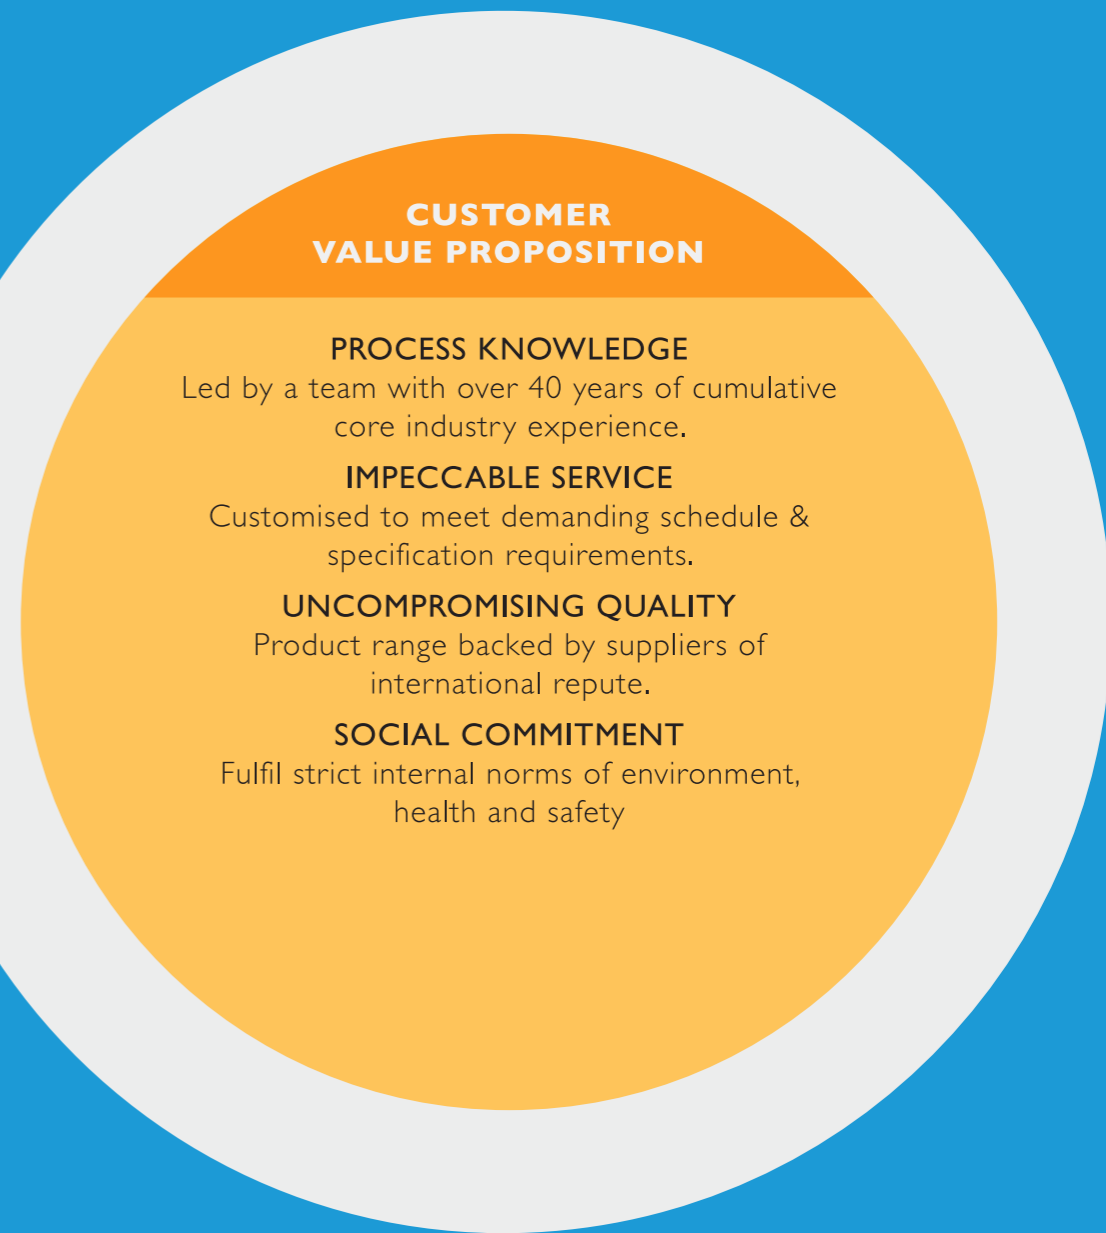 CUSTOMER
VALUE PROPOSITION
PROCESS KNOWLEDGE
Led by a team with over 40 years of cumulative
core industry experience.
IMPECCABLE SERVICE
Customised to meet demanding schedule &
specification requirements.
UNCOMPROMISING QUALITY
Product range backed by suppliers of
international repute.
SOCIAL COMMITMENT
Fulfil strict internal norms of environment,
health and safety